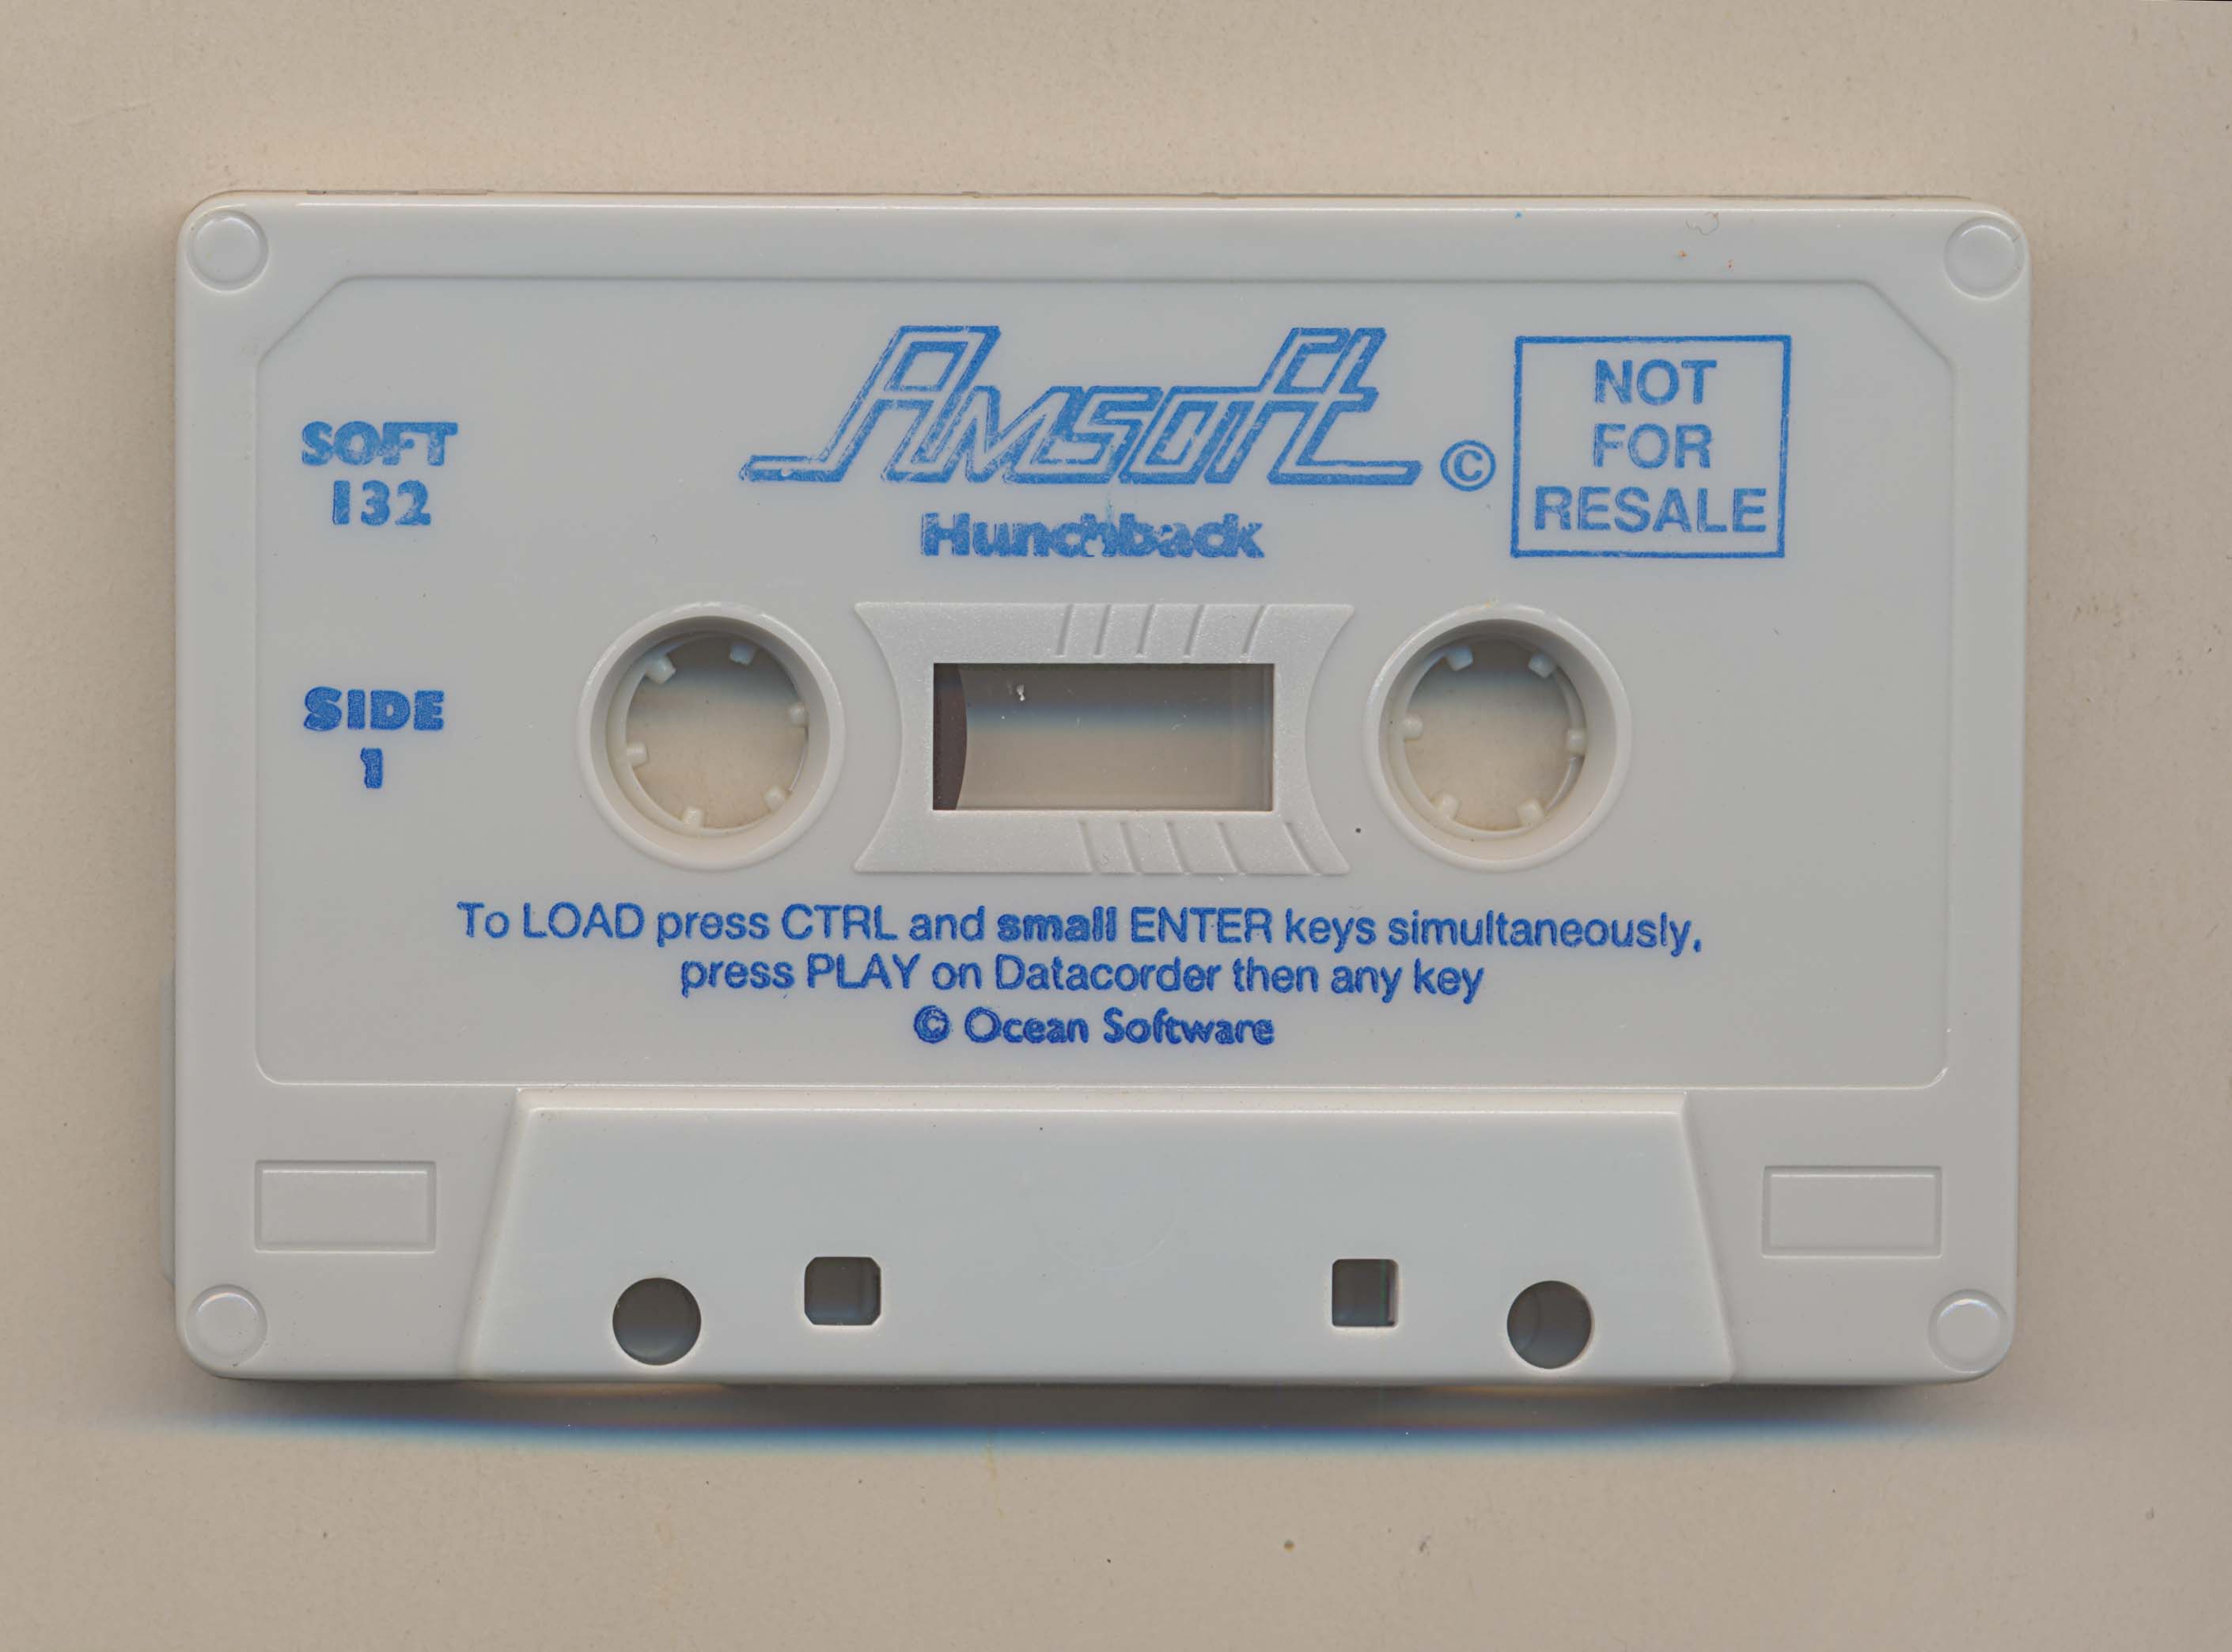 Amsoft ©
NOT
FOR
RESALE
SOFT
132
Hunchback
SIDE
1
To LOAD press CTRL and small ENTER keys simultaneously,
press PLAY on Datacorder then any key
© Ocean Software